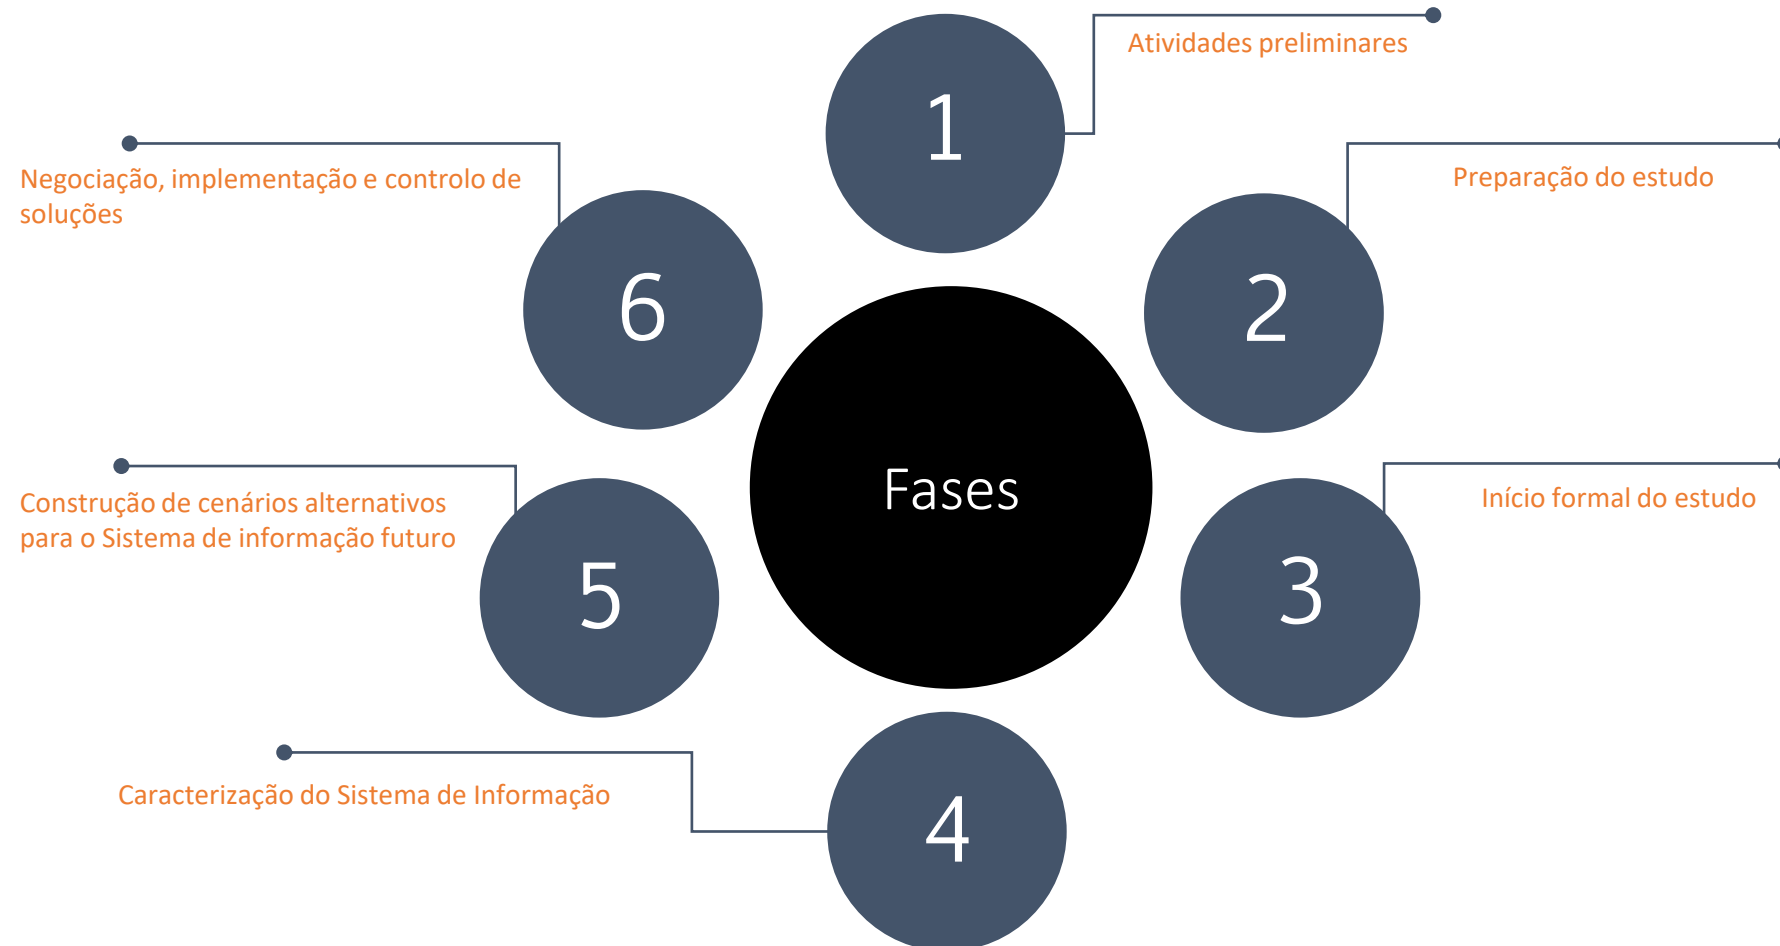 1
Atividades preliminares
2
Preparação do estudo
3
Início formal do estudo
4
Caracterização do Sistema de Informação
5
Construção de cenários alternativos
para o Sistema de informação futuro
6
Negociação, implementação e controlo de
soluções
Fases